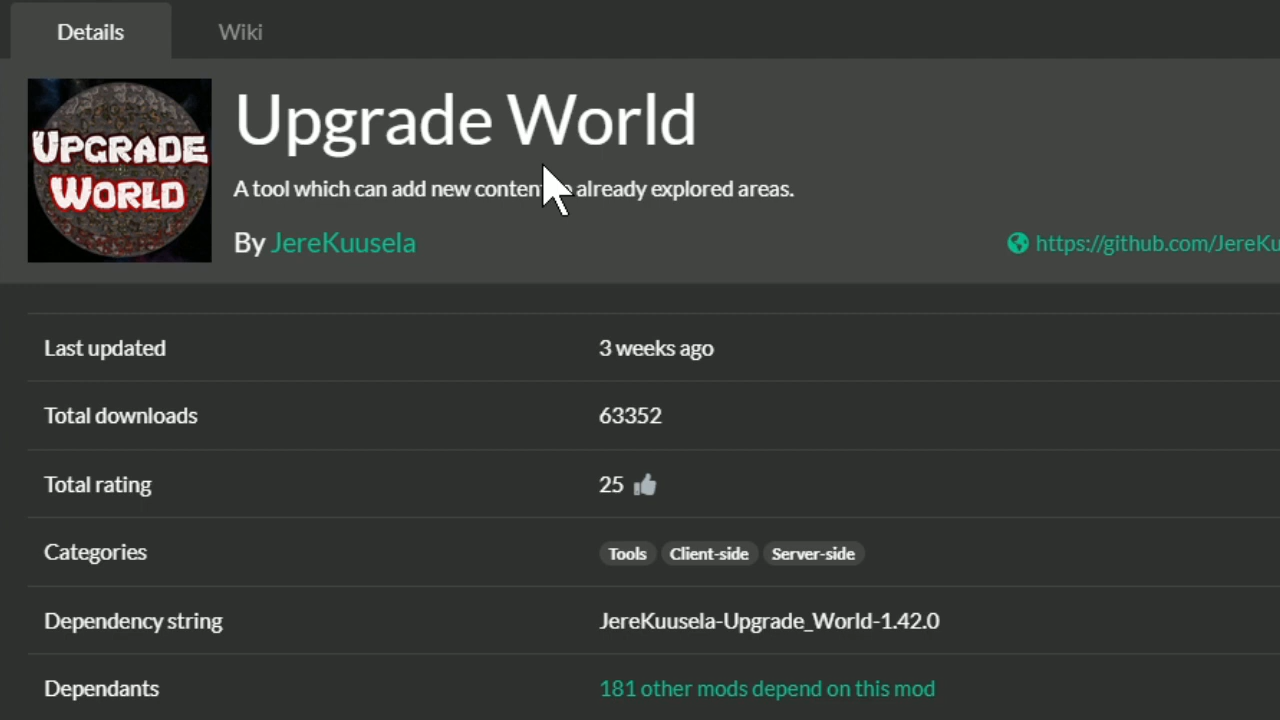 Details
Wiki
UPGRADE
WORLD
Upgrade World
A tool which can add new content already explored areas.
By JereKuusela
https://github.com/JereKu
Last updated
3 weeks ago
Total downloads
63352
Total rating
25
Categories
Tools
Client-side
Server-side
Dependency string
JereKuusela-Upgrade_World-1.42.0
Dependants
181 other mods depend on this mod